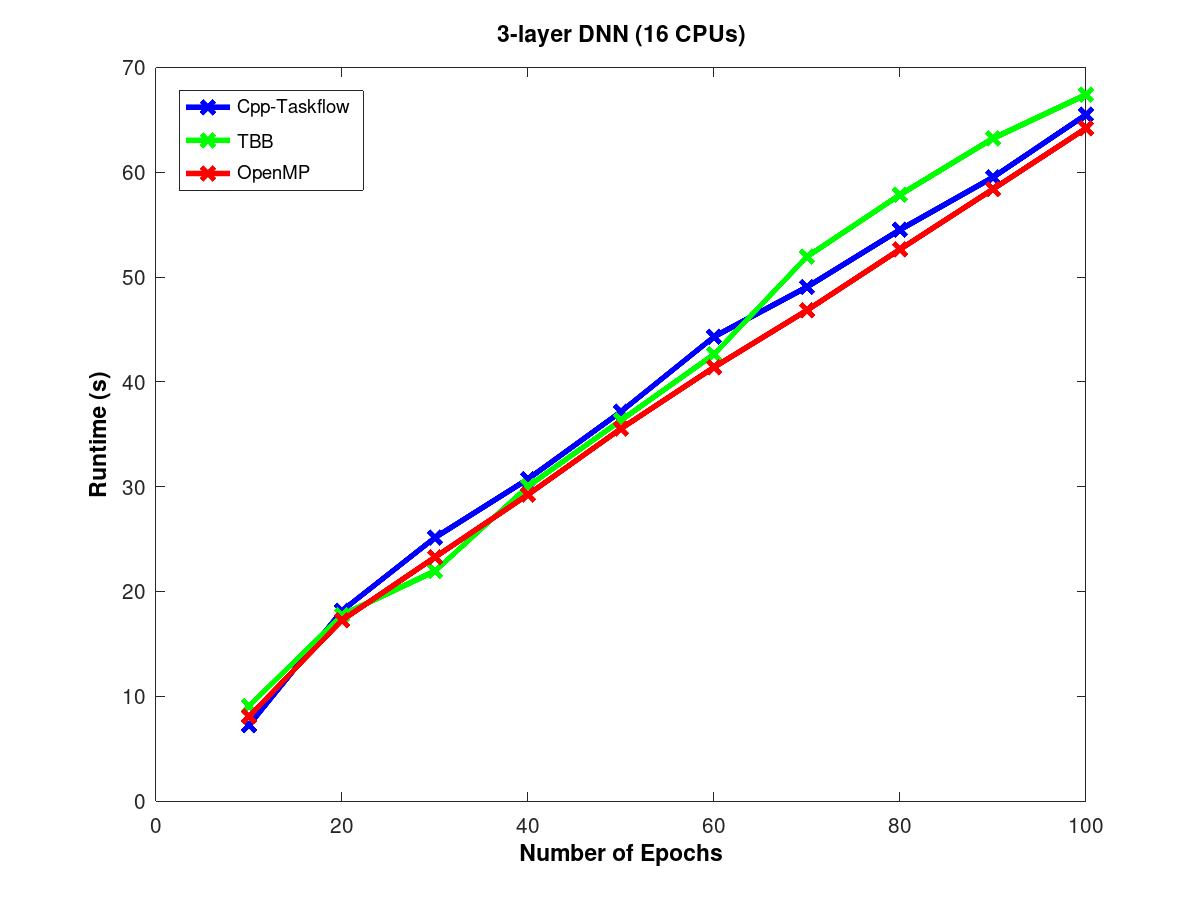 3-layer DNN (16 CPUs)
70
60
50
40
30
20
10
0
Cpp-Taskflow
TBB
OpenMP
Runtime (s)
0 20 40 60 80 100
Number of Epochs